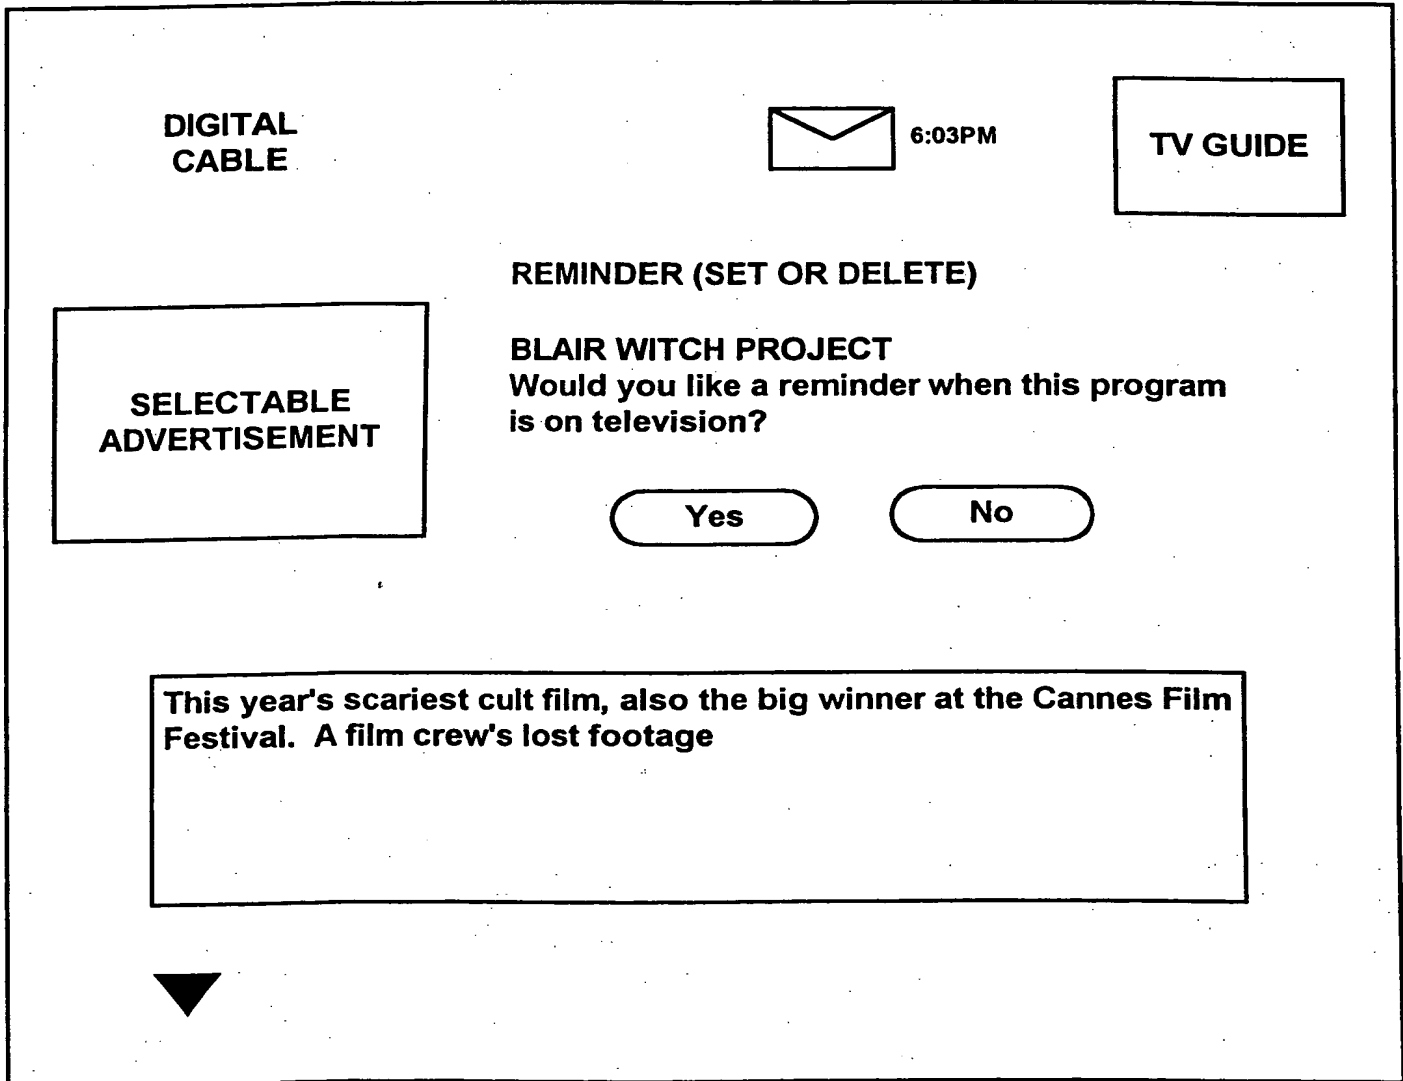 DIGITAL
CABLE
6:03PM
TV GUIDE
REMINDER (SET OR DELETE)
SELECTABLE
ADVERTISEMENT
BLAIR WITCH PROJECT
Would you like a reminder when this program
is on television?
Yes
No
This year's scariest cult film, also the big winner at the Cannes Film
Festival.  A film crew's lost footage